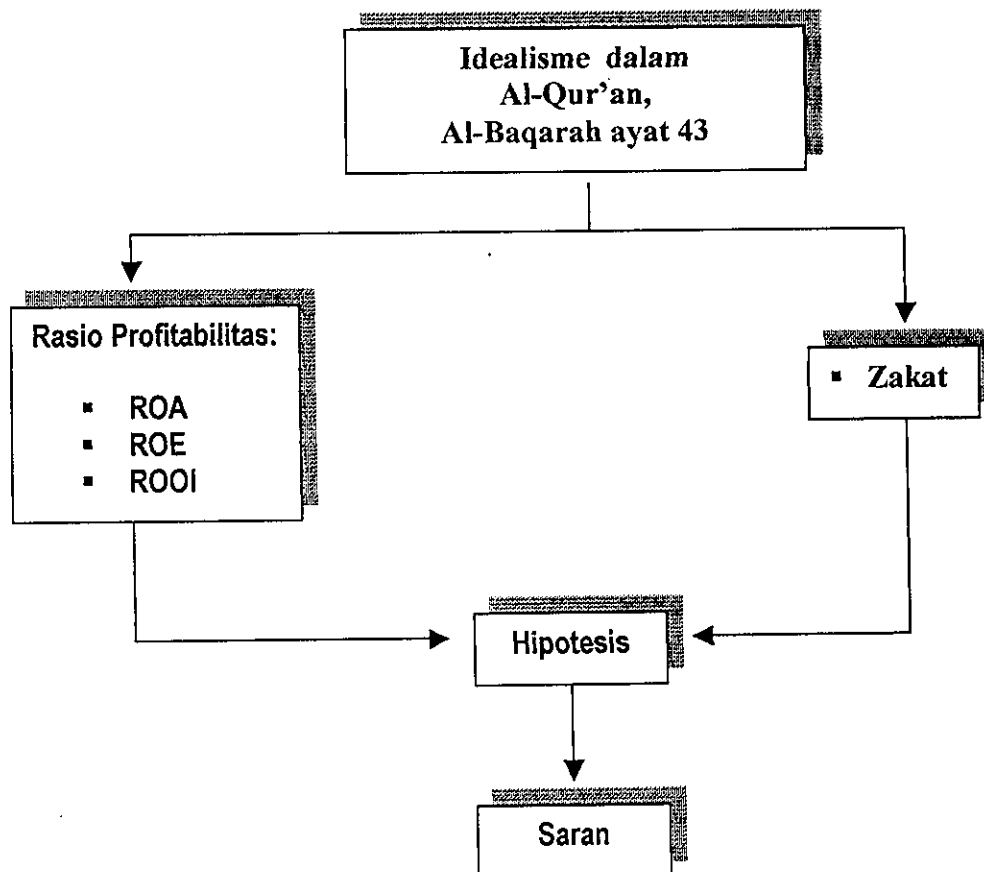 Idealisme dalam
Al-Qur’an,
Al-Baqarah ayat 43
Rasio Profitabilitas:
▪ ROA
▪ ROE
▪ ROOI
▪ Zakat
Hipotesis
Saran